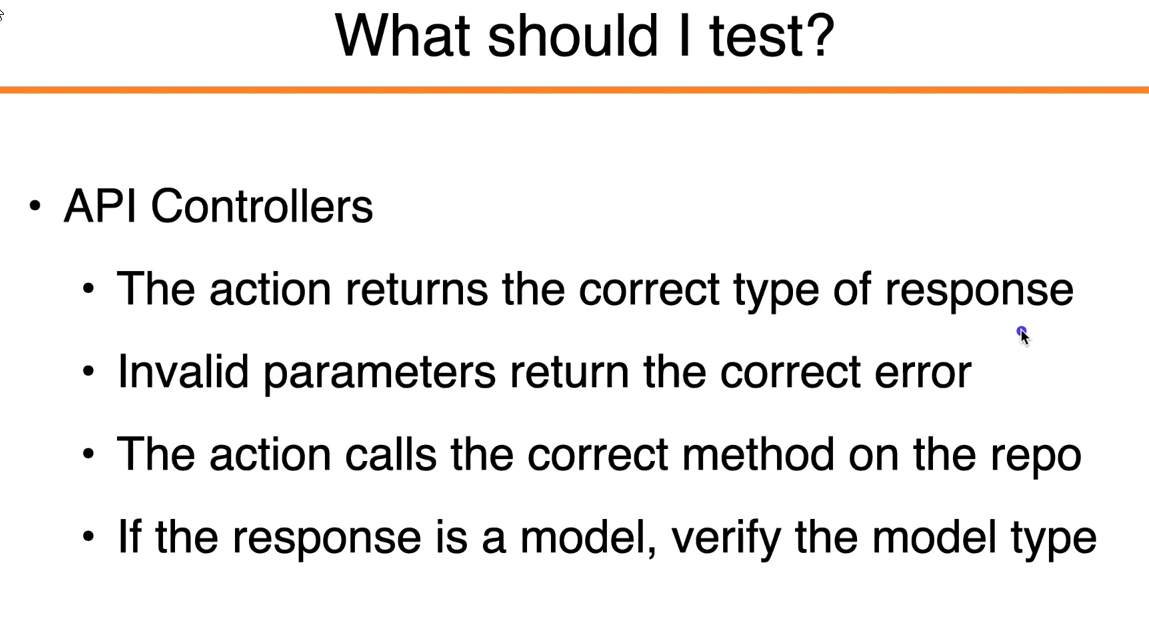 What should I test?
• API Controllers
• The action returns the correct type of response
• Invalid parameters return the correct error
• The action calls the correct method on the repo
• If the response is a model, verify the model type